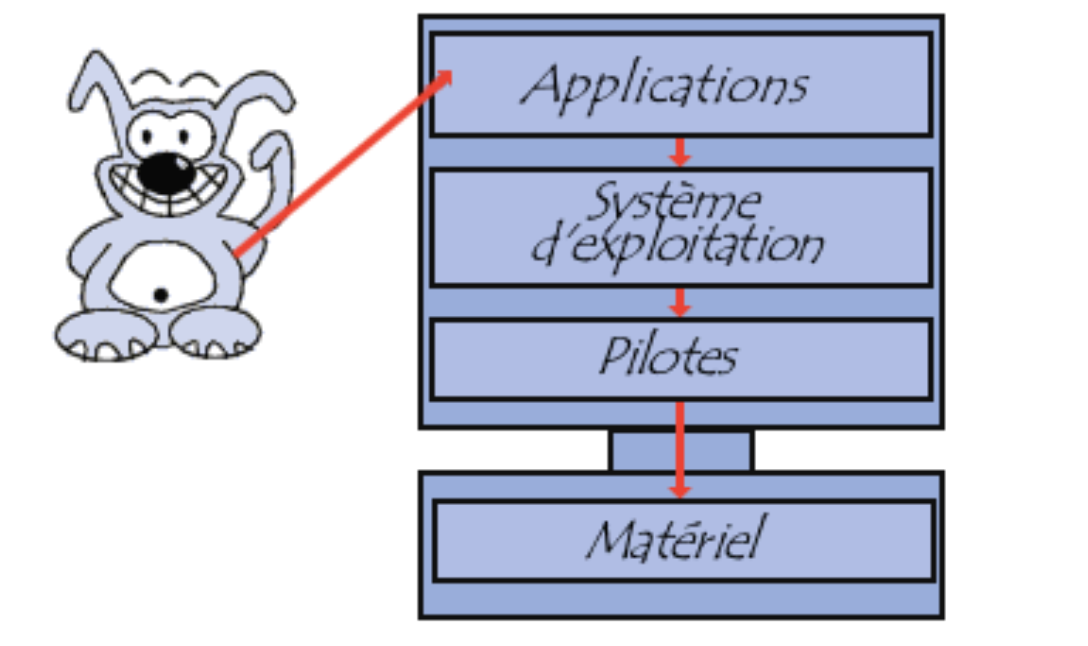 Applications
Système
d'exploitation
Pilotes
Matériel